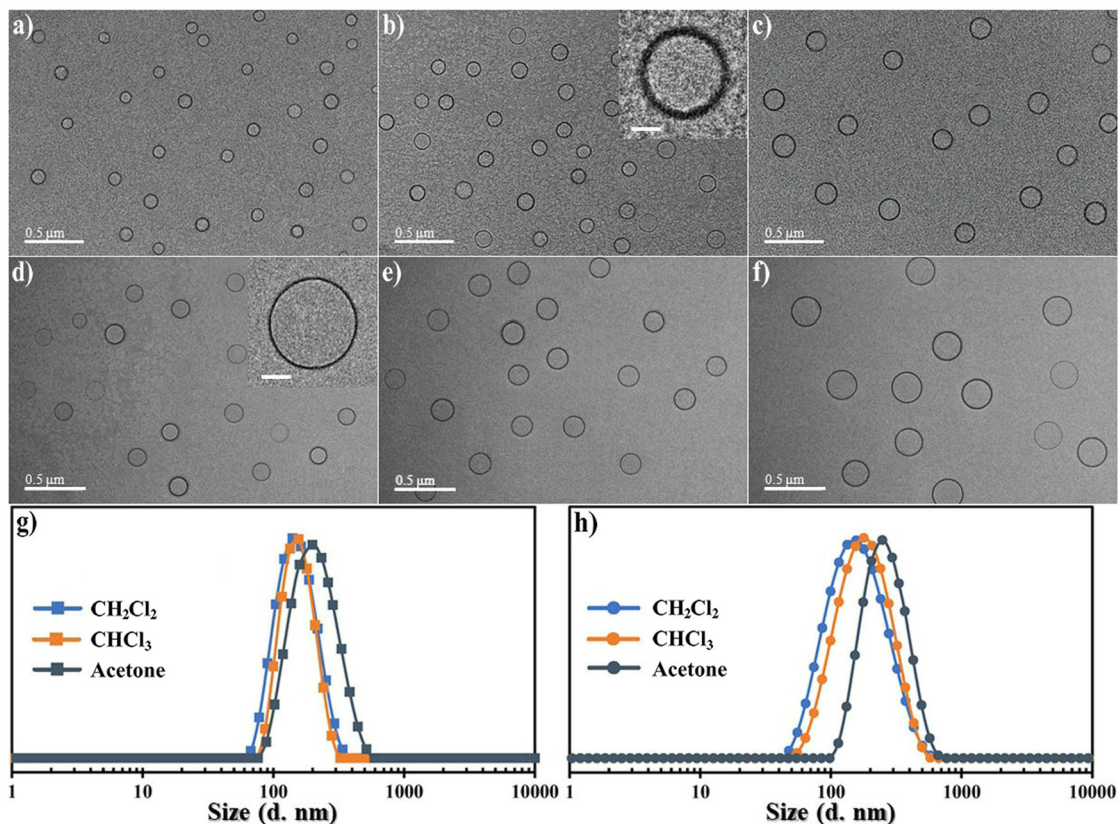 a) b) c)
0.5 µm 0.5 µm 0.5 µm
d) e) f)
0.5 µm 0.5 µm 0.5 µm
g) h)
CH₂Cl₂ CH₂Cl₂
CHCl₃ CHCl₃
Acetone Acetone
1 10 100 1000 10000 1 10 100 1000 10000
Size (d. nm) Size (d. nm)